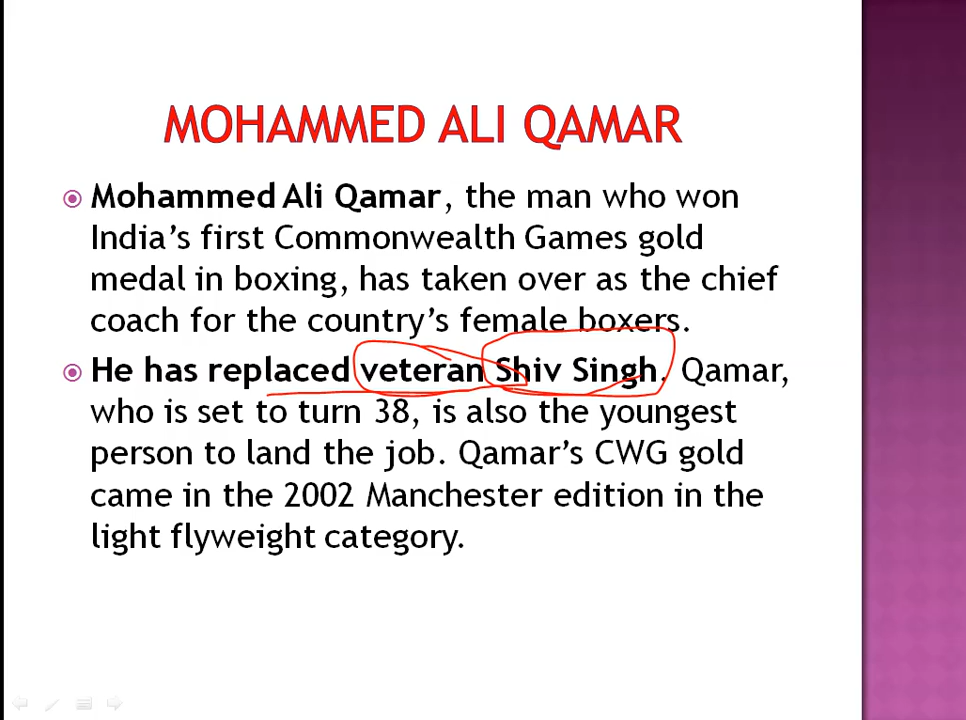 MOHAMMED ALI QAMAR
Mohammed Ali Qamar, the man who won
India’s first Commonwealth Games gold
medal in boxing, has taken over as the chief
coach for the country’s female boxers.
He has replaced veteran Shiv Singh. Qamar,
who is set to turn 38, is also the youngest
person to land the job. Qamar’s CWG gold
came in the 2002 Manchester edition in the
light flyweight category.